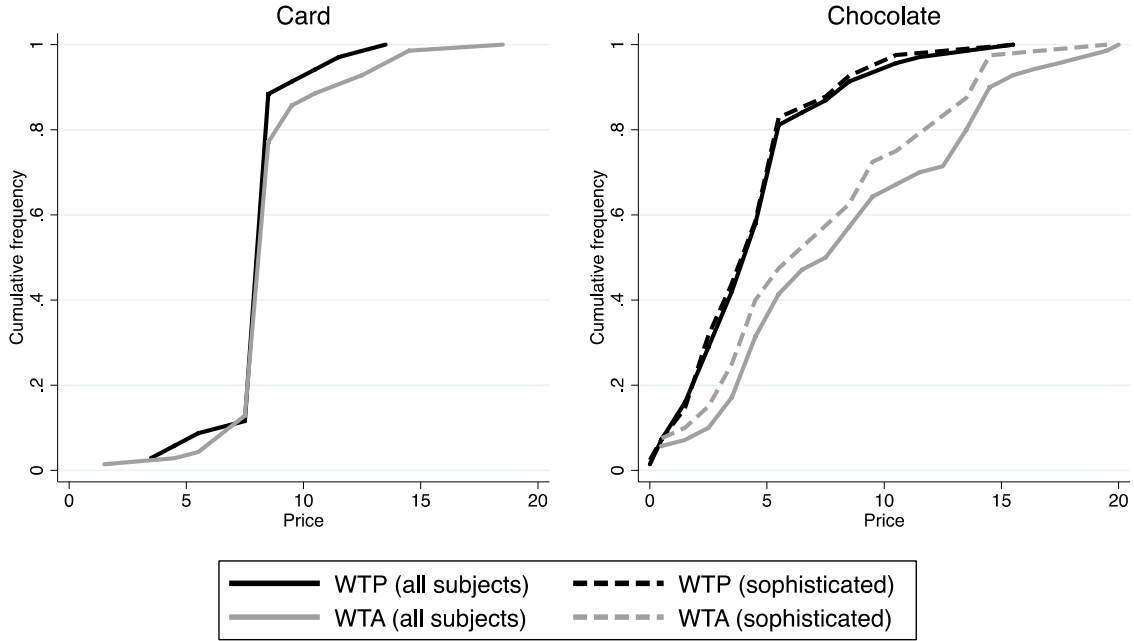 Card
Cumulative frequency
0 .2 .4 .6 .8 1
0 5 10 15 20
Price
Chocolate
Cumulative frequency
0 .2 .4 .6 .8 1
0 5 10 15 20
Price
WTP (all subjects) WTP (sophisticated)
WTA (all subjects) WTA (sophisticated)